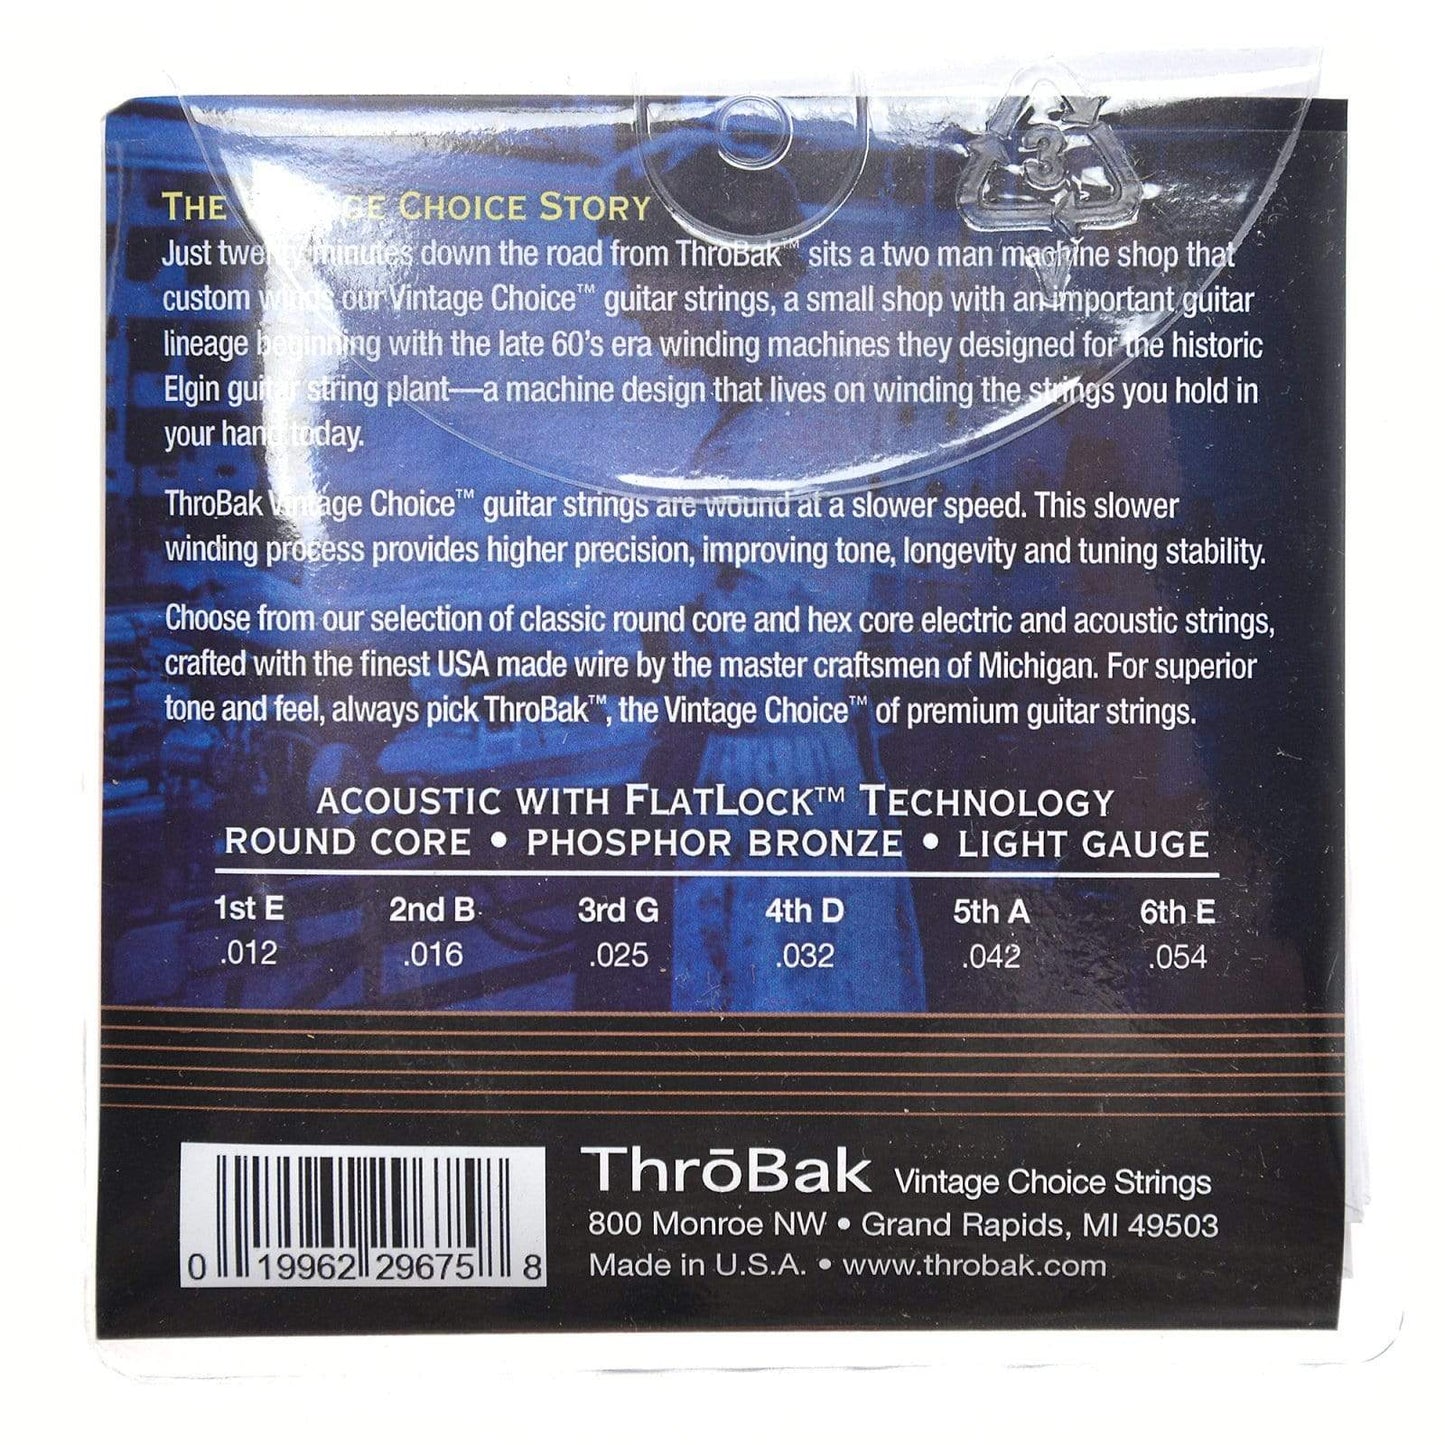 3
THE VINTAGE CHOICE STORY
Just twenty minutes down the road from ThroBak™ sits a two man machine shop that
custom winds our Vintage Choice™ guitar strings, a small shop with an important guitar
lineage beginning with the late 60's era winding machines they designed for the historic
Elgin guitar string plant—a machine design that lives on winding the strings you hold in
your hand today.
ThroBak Vintage Choice™ guitar strings are wound at a slower speed. This slower
winding process provides higher precision, improving tone, longevity and tuning stability.
Choose from our selection of classic round core and hex core electric and acoustic strings,
crafted with the finest USA made wire by the master craftsmen of Michigan. For superior
tone and feel, always pick ThroBak™, the Vintage Choice™ of premium guitar strings.
ACOUSTIC WITH FLATLOCK™ TECHNOLOGY
ROUND CORE • PHOSPHOR BRONZE • LIGHT GAUGE
1st E 2nd B 3rd G 4th D 5th A 6th E
.012 .016 .025 .032 .042 .054
ThrōBak Vintage Choice Strings
800 Monroe NW • Grand Rapids, MI 49503
Made in U.S.A. • www.throbak.com
0 19962 29675 8